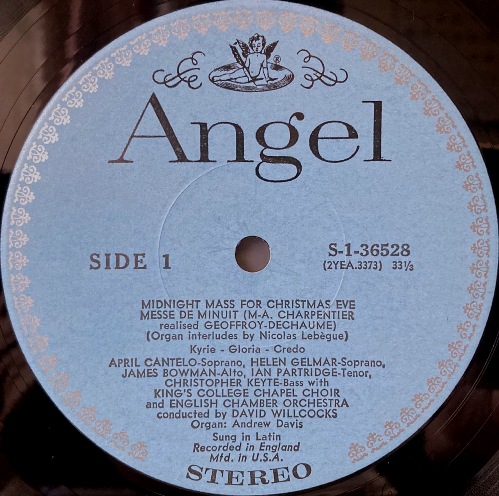 Angel
®
SIDE 1
S-1-36528
(2YEA.3373) 33⅓
MIDNIGHT MASS FOR CHRISTMAS EVE
MESSE DE MINUIT (M-A. CHARPENTIER
realised GEOFFROY-DECHAUME)
(Organ interludes by Nicolas Lebègue)
Kyrie - Gloria - Credo
APRIL CANTELO-Soprano, HELEN GELMAR-Soprano,
JAMES BOWMAN-Alto, IAN PARTRIDGE-Tenor,
CHRISTOPHER KEYTE-Bass with
KING'S COLLEGE CHAPEL CHOIR
and ENGLISH CHAMBER ORCHESTRA
conducted by DAVID WILLCOCKS
Organ: Andrew Davis
Sung in Latin
Recorded in England
Mfd. in U.S.A.
STEREO